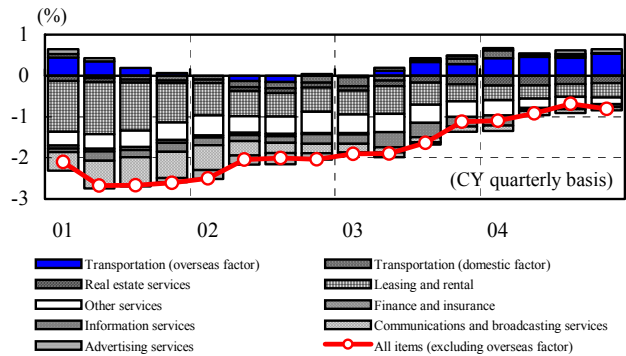 (%)
1
0
-1
-2
-3
(CY quarterly basis)
01 02 03 04
Transportation (overseas factor) Transportation (domestic factor)
Real estate services Leasing and rental
Other services Finance and insurance
Information services Communications and broadcasting services
Advertising services All items (excluding overseas factor)